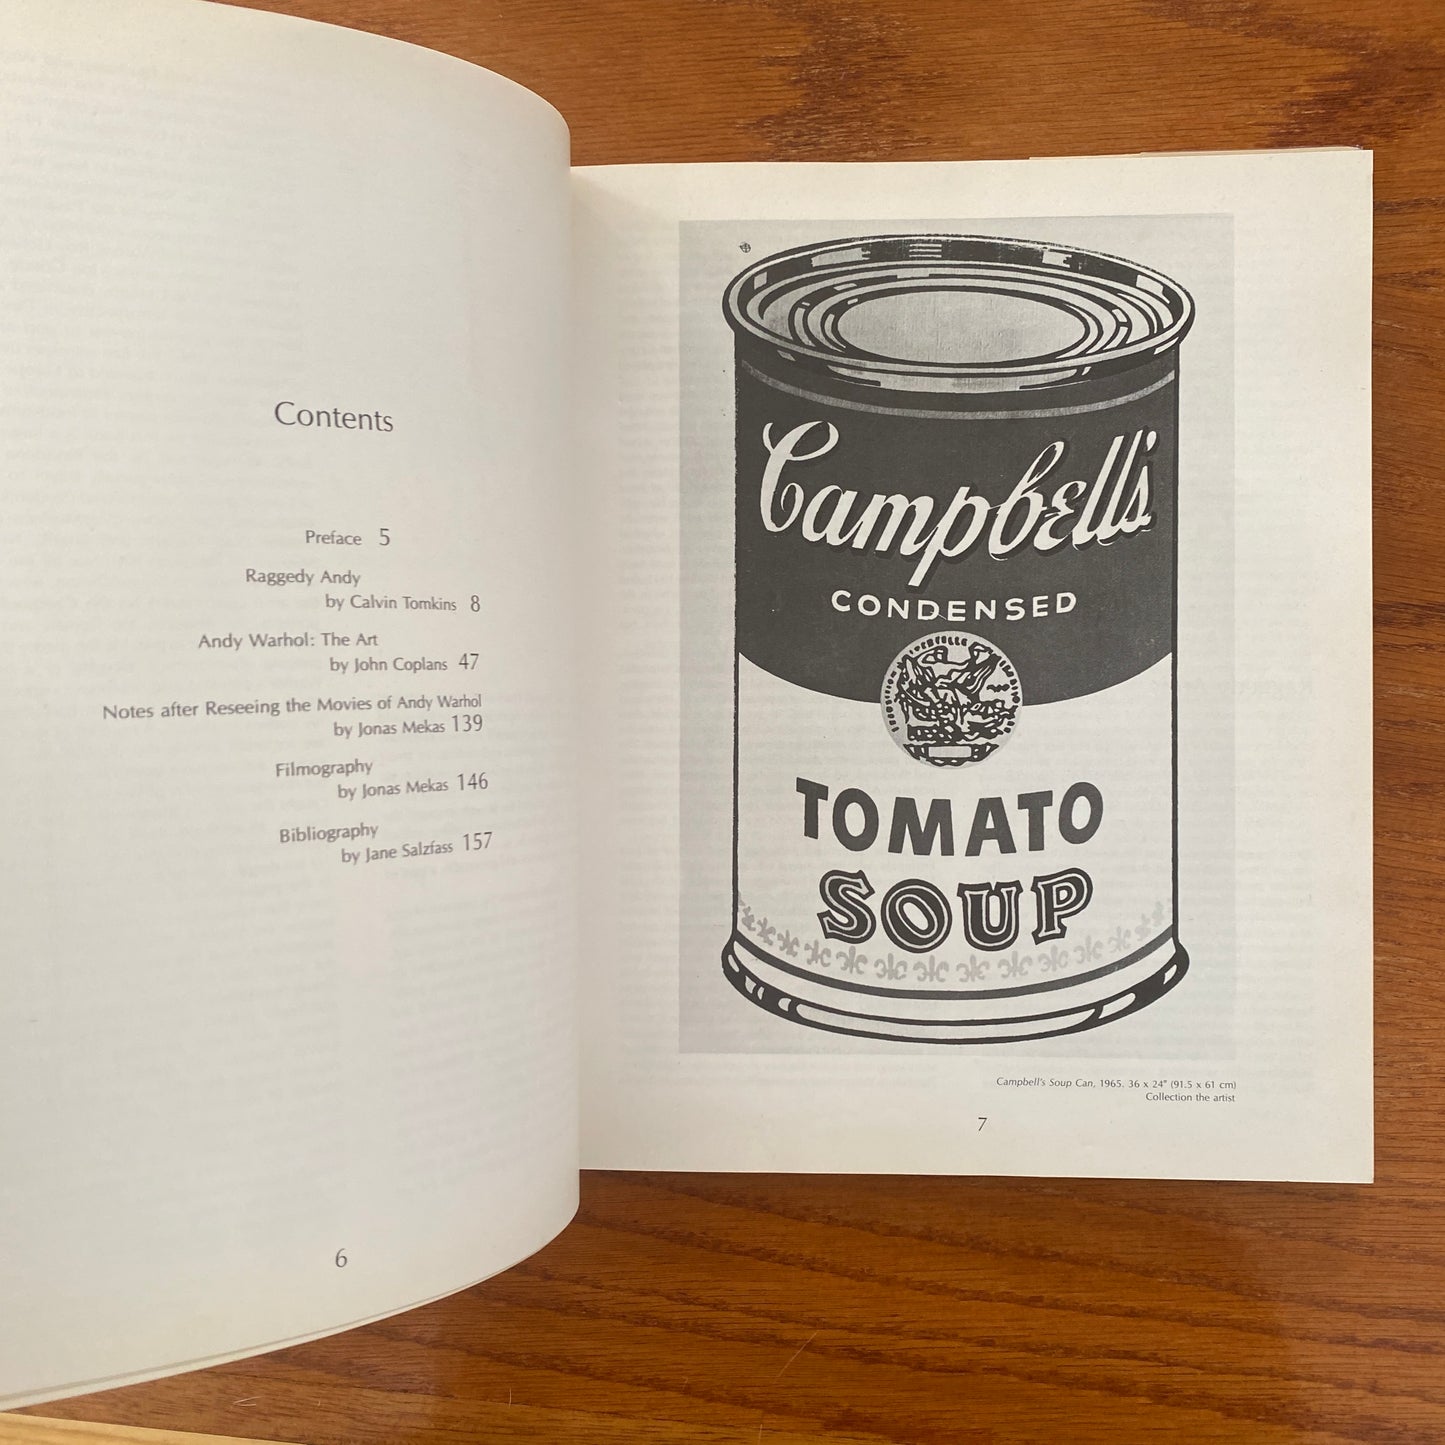 Contents
Preface 5
Raggedy Andy
by Calvin Tomkins 8
Andy Warhol: The Art
by John Coplans 47
Notes after Reseeing the Movies of Andy Warhol
by Jonas Mekas 139
Filmography
by Jonas Mekas 146
Bibliography
by Jane Salzfass 157
6
Campbell's
CONDENSED
TOMATO
SOUP
Campbell's Soup Can, 1965. 36 x 24" (91.5 x 61 cm)
Collection the artist
7